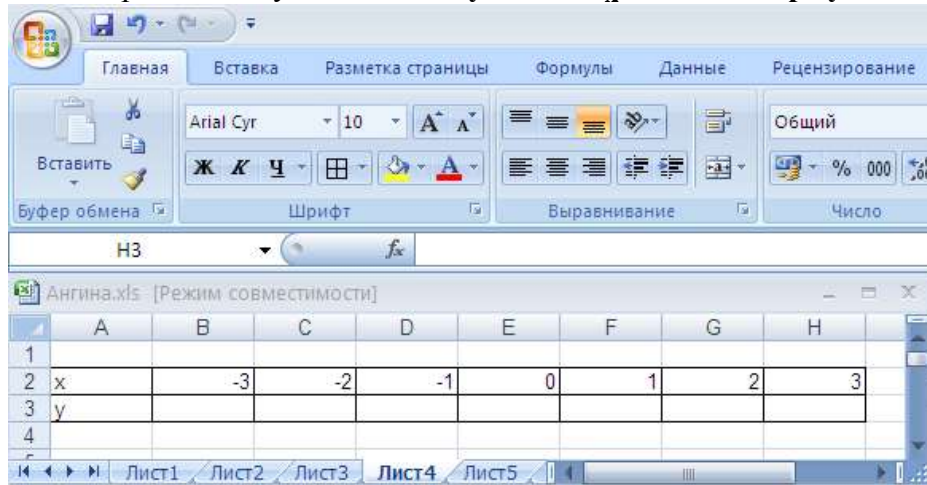 Главная Вставка Разметка страницы Формулы Данные Рецензирование
Вставить
Arial Cyr 10 А А Общий
Ж К Ч А % 000
Буфер обмена Шрифт Выравнивание Число
H3 fx
Ангина.xls [Режим совместимости]
A B C D E F G H
1
2 x -3 -2 -1 0 1 2 3
3 y
4
Лист1 Лист2 Лист3 Лист4 Лист5